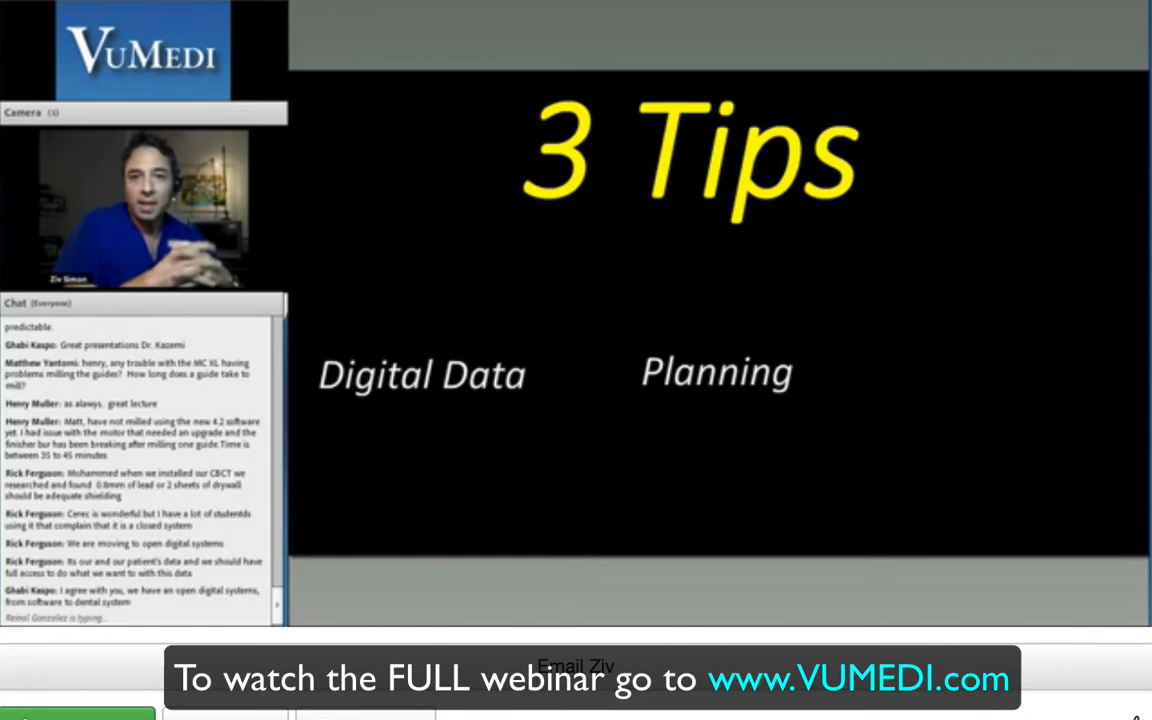 VUMEDI
Camera (3)
Ziv Simon
Chat (Everyone)
predictable.
Ghabi Kaspo: Great presentations Dr. Kazemi
Matthew Yantomi: henry, any trouble with the MC XL having
problems milling the guides? How long does a guide take to
mill?
Henry Muller: as alawys.. great lecture
Henry Muller: Matt, have not milled using the new 4.2 software
yet. I had issue with the motor that needed an upgrade and the
finisher bur has been breaking after milling one guide.Time is
between 35 to 45 minutes
Rick Ferguson: Mohammed when we installed our CBCT we
researched and found 0.8mm of lead or 2 sheets of drywall
should be adequate shielding
Rick Ferguson: Cerec is wonderful but I have a lot of studentds
using it that complain that it is a closed system
Rick Ferguson: We are moving to open digital systems
Rick Ferguson: Its our and our patient's data and we should have
full access to do what we want to with this data
Ghabi Kaspo: I agree with you, we have an open digital systems,
from software to dental system
Reinol Gonzalez is typing...
3 Tips
Digital Data
Planning
Email Ziv
To watch the FULL webinar go to www.VUMEDI.com